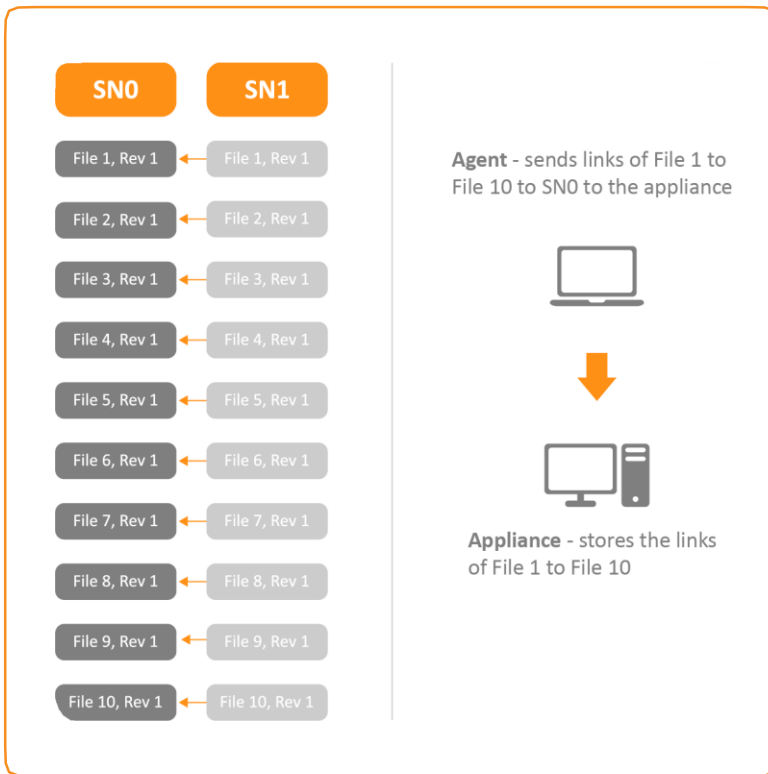 SN0 SN1
File 1, Rev 1 File 1, Rev 1
File 2, Rev 1 File 2, Rev 1
File 3, Rev 1 File 3, Rev 1
File 4, Rev 1 File 4, Rev 1
File 5, Rev 1 File 5, Rev 1
File 6, Rev 1 File 6, Rev 1
File 7, Rev 1 File 7, Rev 1
File 8, Rev 1 File 8, Rev 1
File 9, Rev 1 File 9, Rev 1
File 10, Rev 1 File 10, Rev 1
Agent - sends links of File 1 to
File 10 to SN0 to the appliance
Appliance - stores the links
of File 1 to File 10